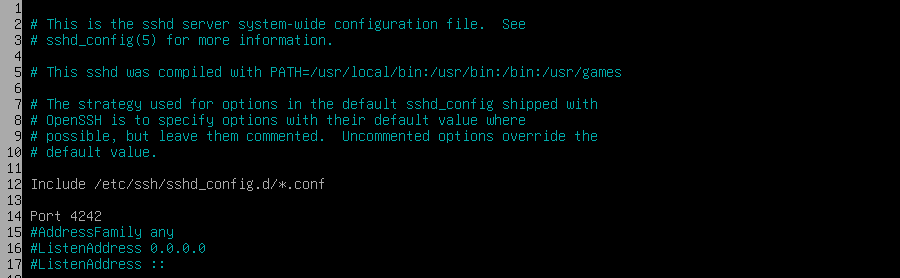 1
2 # This is the sshd server system-wide configuration file.  See
3 # sshd_config(5) for more information.
4
5 # This sshd was compiled with PATH=/usr/local/bin:/usr/bin:/bin:/usr/games
6
7 # The strategy used for options in the default sshd_config shipped with
8 # OpenSSH is to specify options with their default value where
9 # possible, but leave them commented.  Uncommented options override the
10 # default value.
11
12 Include /etc/ssh/sshd_config.d/*.conf
13
14 Port 4242
15 #AddressFamily any
16 #ListenAddress 0.0.0.0
17 #ListenAddress ::